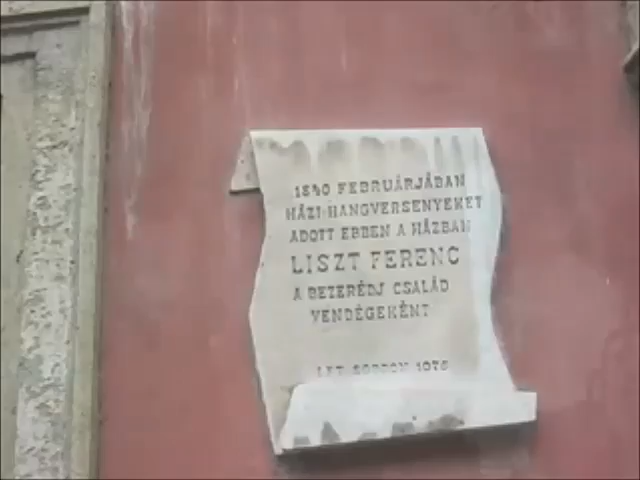 1840 FEBRUÁRJÁBAN
HÁZI HANGVERSENYEKET
ADOTT EBBEN A HÁZBAN
LISZT FERENC
A BEZERÉDJ CSALÁD
VENDÉGEKÉNT